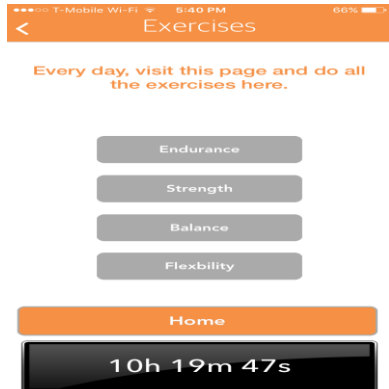 T-Mobile Wi-Fi 5:40 PM 66%
< Exercises
Every day, visit this page and do all
the exercises here.
Endurance
Strength
Balance
Flexbility
Home
10h 19m 47s